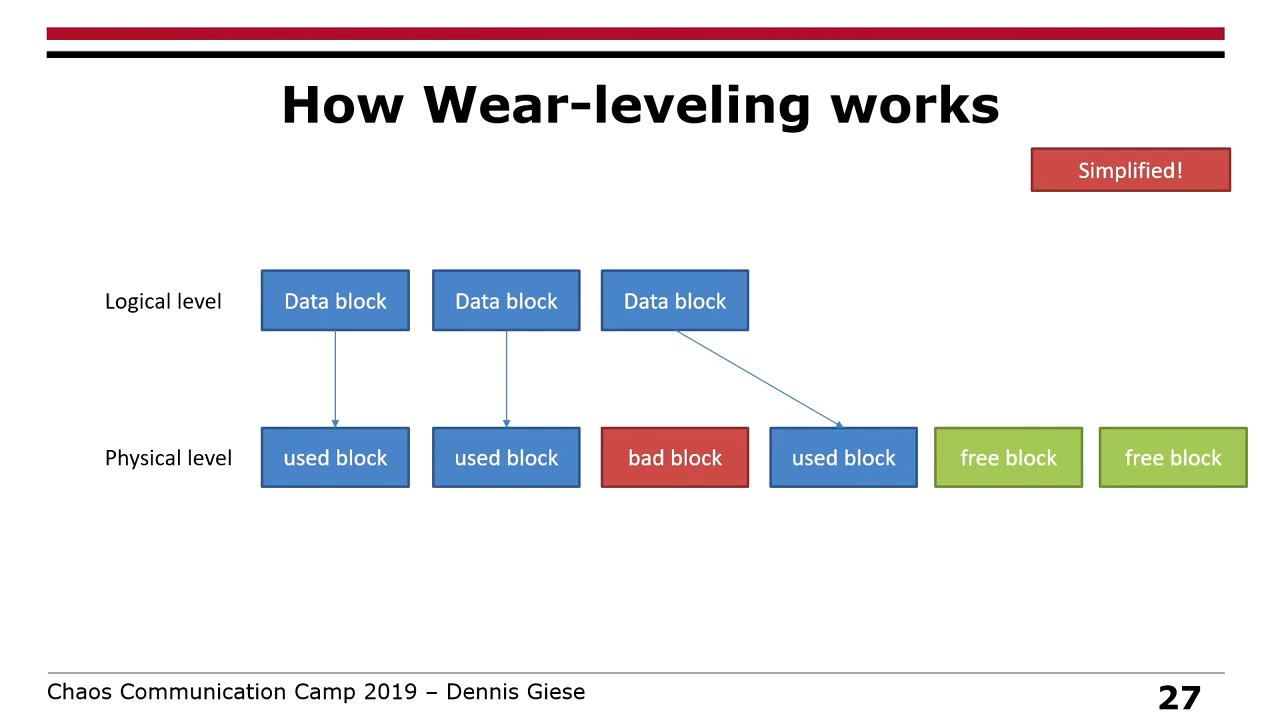 How Wear-leveling works
Simplified!
Logical level
Data block
Data block
Data block
Physical level
used block
used block
bad block
used block
free block
free block
Chaos Communication Camp 2019 – Dennis Giese
27